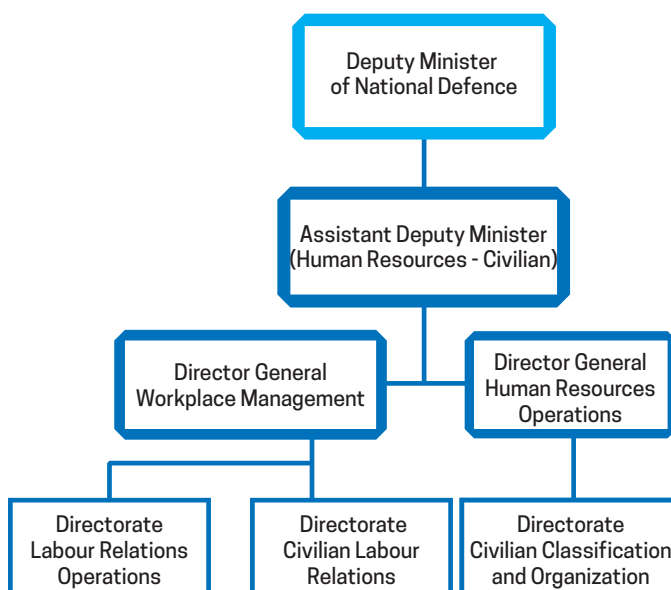 Deputy Minister
of National Defence
Assistant Deputy Minister
(Human Resources - Civilian)
Director General
Workplace Management
Director General
Human Resources
Operations
Directorate
Labour Relations
Operations
Directorate
Civilian Labour
Relations
Directorate
Civilian Classification
and Organization